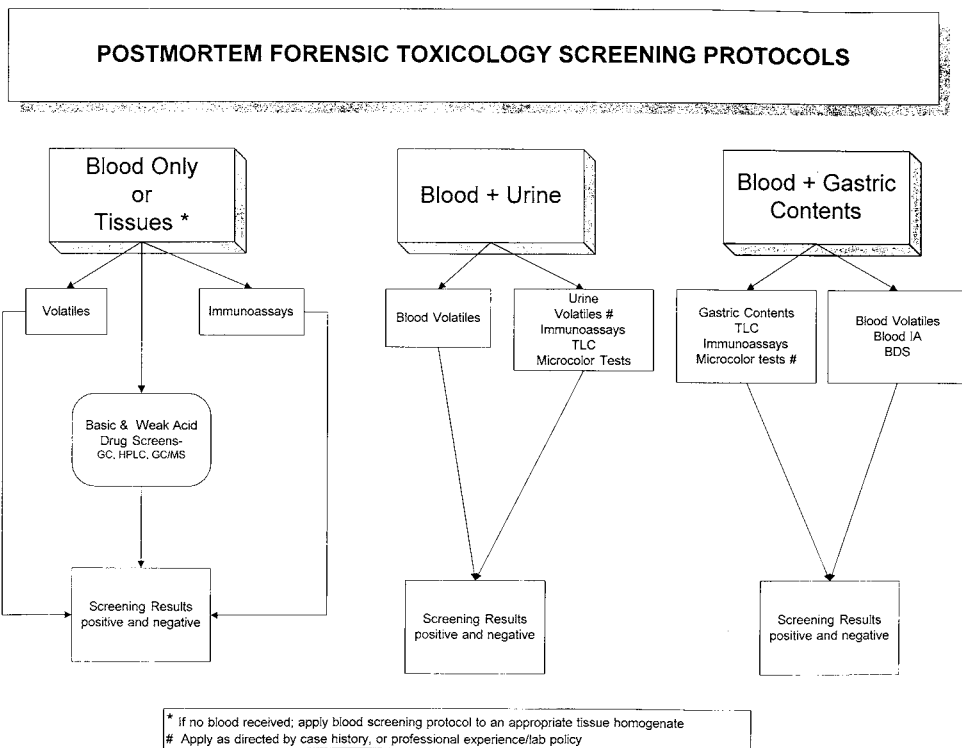 POSTMORTEM FORENSIC TOXICOLOGY SCREENING PROTOCOLS
Blood Only
or
Tissues *
Volatiles
Immunoassays
Basic & Weak Acid
Drug Screens-
GC, HPLC, GC/MS
Screening Results
positive and negative
Blood + Urine
Blood Volatiles
Urine
Volatiles #
Immunoassays
TLC
Microcolor Tests
Screening Results
positive and negative
Blood + Gastric
Contents
Gastric Contents
TLC
Immunoassays
Microcolor tests #
Blood Volatiles
Blood IA
BDS
Screening Results
positive and negative
* If no blood received; apply blood screening protocol to an appropriate tissue homogenate
# Apply as directed by case history, or professional experience/lab policy